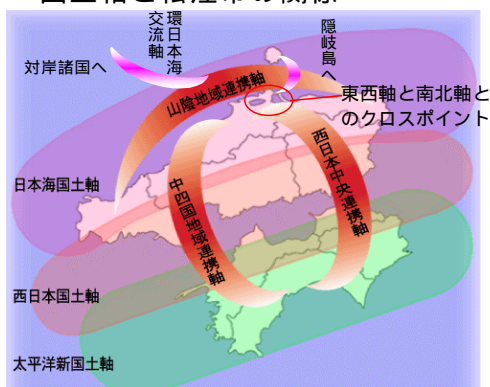 環日本海
交流軸
隠岐島へ
対岸諸国へ
山陰地域連携軸
東西軸と南北軸と
のクロスポイント
日本海国土軸
中四国地域連携軸
西日本中央連携軸
西日本国土軸
太平洋新国土軸